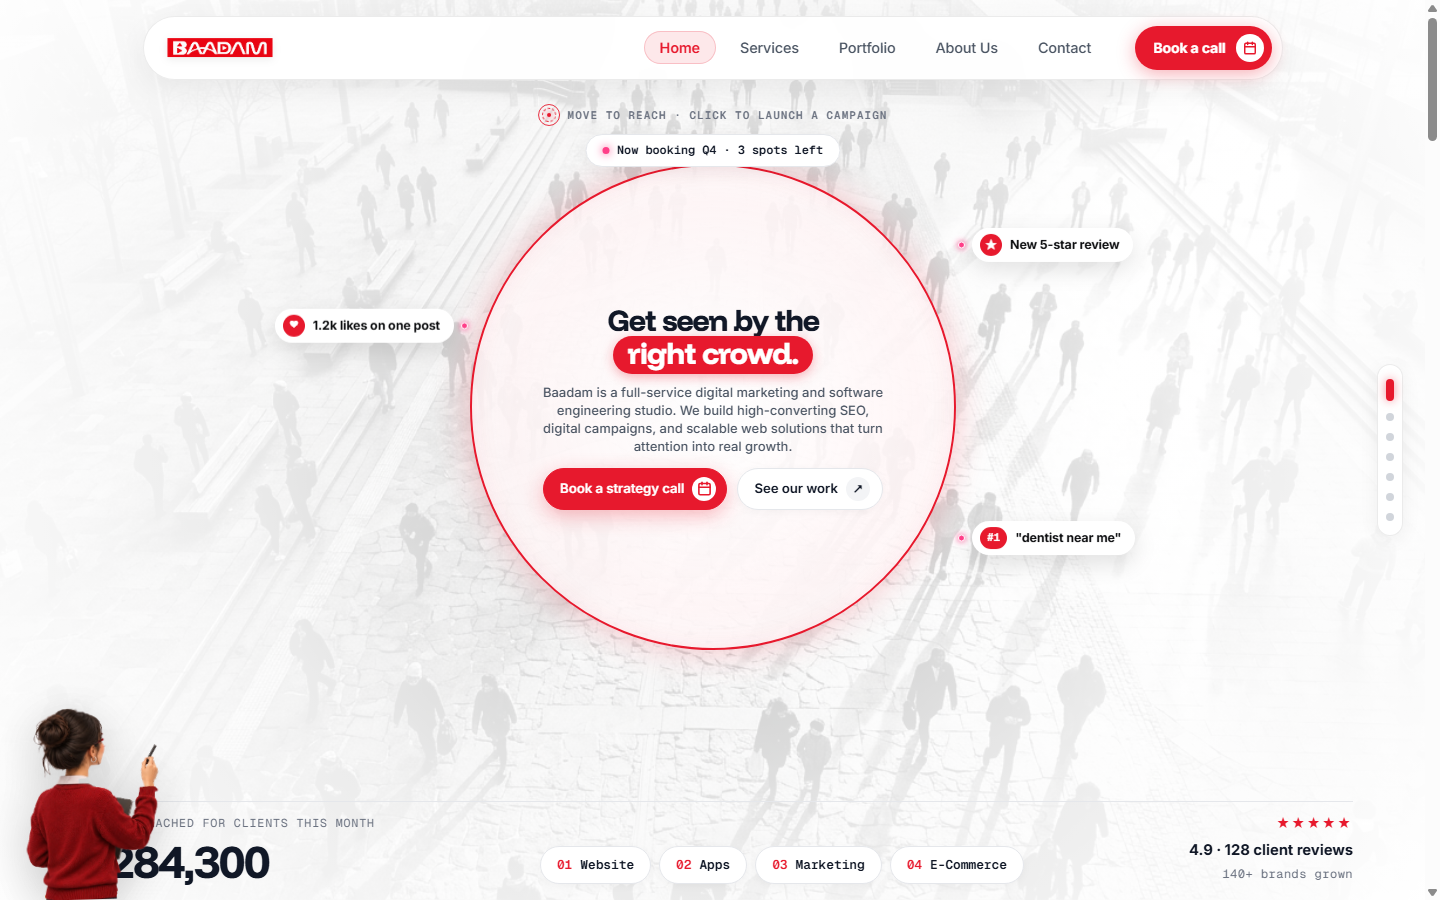 BAADAM
Home
Services
Portfolio
About Us
Contact
Book a call
MOVE TO REACH · CLICK TO LAUNCH A CAMPAIGN
Now booking Q4 · 3 spots left
New 5-star review
1.2k likes on one post
Get seen by the
right crowd.
Baadam is a full-service digital marketing and software
engineering studio. We build high-converting SEO,
digital campaigns, and scalable web solutions that turn
attention into real growth.
Book a strategy call
See our work ↗
#1 "dentist near me"
ACHED FOR CLIENTS THIS MONTH
284,300
01 Website
02 Apps
03 Marketing
04 E-Commerce
★★★★★
4.9 · 128 client reviews
140+ brands grown